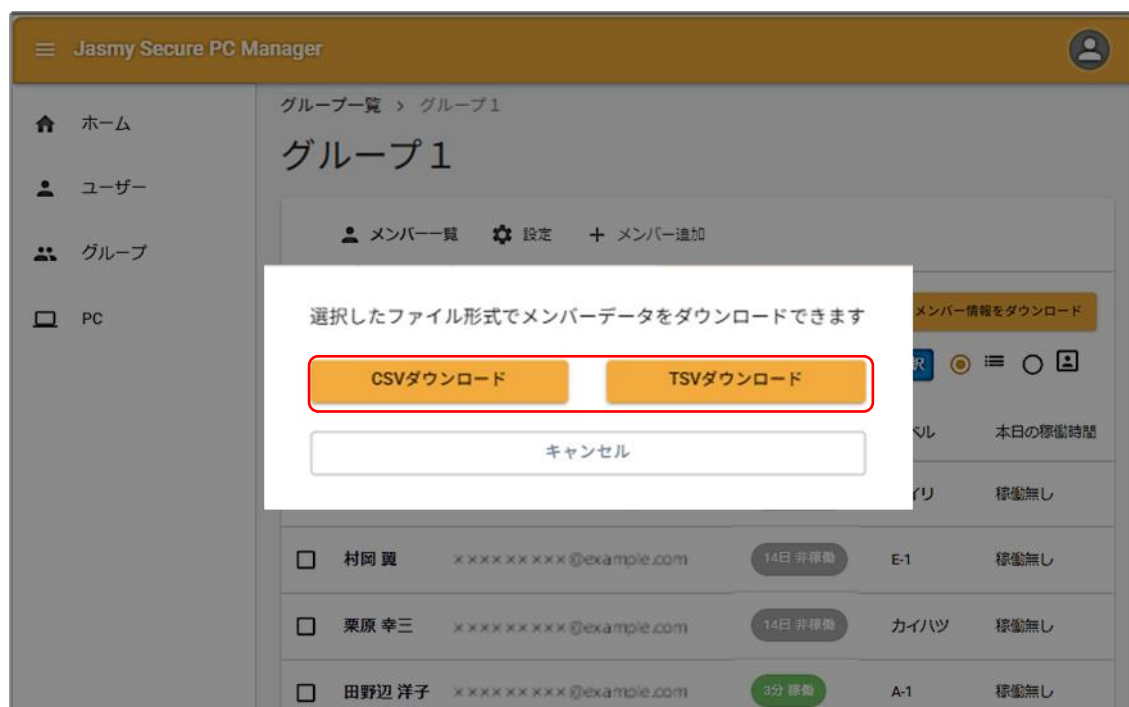 Jasmy Secure PC Manager
ホーム
ユーザー
グループ
PC
グループ一覧 › グループ1
グループ１
メンバー一覧 設定 メンバー追加
メンバー情報をダウンロード
選択したファイル形式でメンバーデータをダウンロードできます
CSVダウンロード TSVダウンロード
キャンセル
択
ベル 本日の稼働時間
イリ 稼働無し
村岡 翼 ×××××××××@example.com 14日 非稼働 E-1 稼働無し
栗原 幸三 ×××××××××@example.com 14日 非稼働 カイハツ 稼働無し
田野辺 洋子 ×××××××××@example.com 3分 稼働 A-1 稼働無し